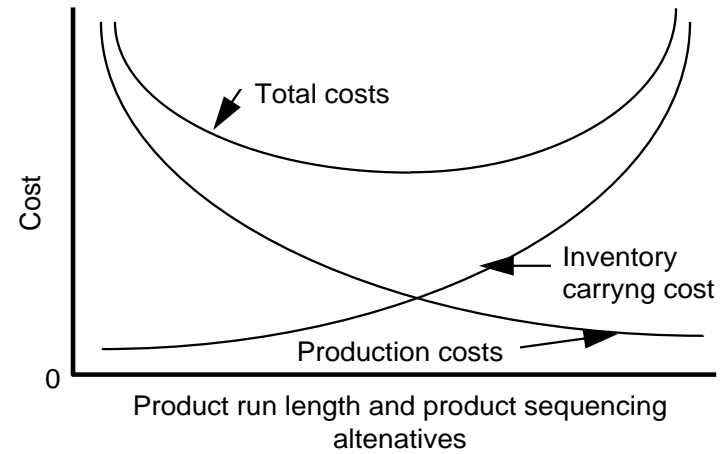 Total costs
Cost
Inventory
carryng cost
Production costs
0
Product run length and product sequencing
altenatives